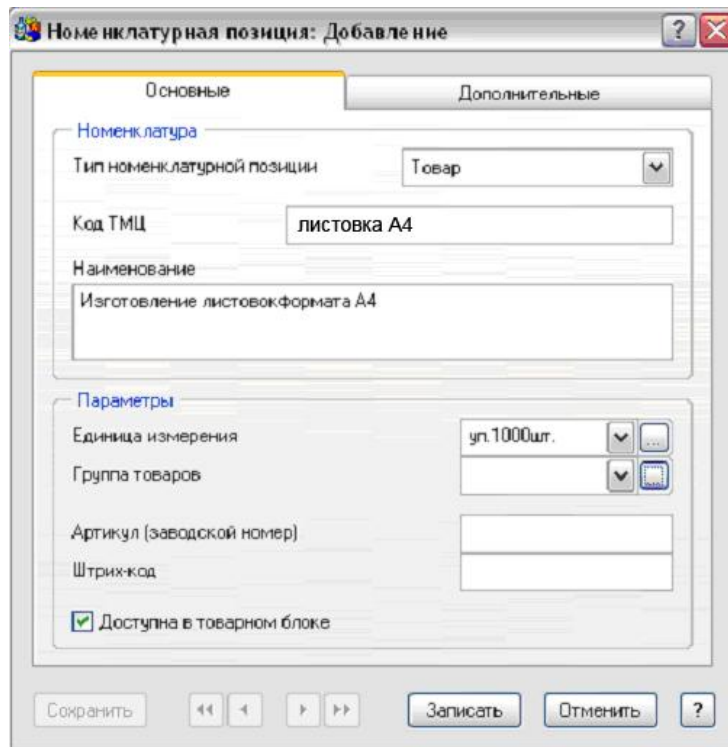 Номенклатурная позиция: Добавление
?
Основные
Дополнительные
Номенклатура
Тип номенклатурной позиции
Товар
Код ТМЦ
листовка А4
Наименование
Изготовление листовокформата А4
Параметры
Единица измерения
уп.1000шт.
...
Группа товаров
...
Артикул (заводской номер)
Штрих-код
Доступна в товарном блоке
Сохранить
Записать
Отменить
?